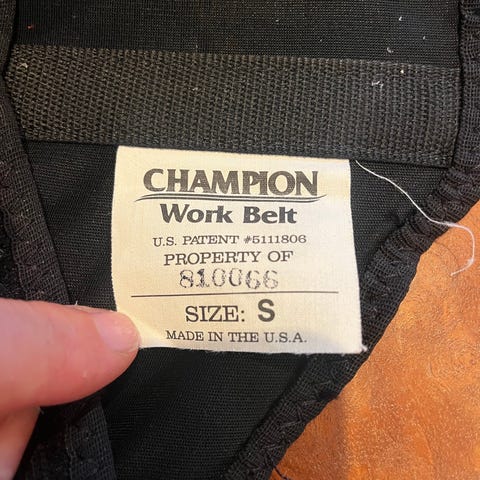 CHAMPION
Work Belt
U.S. PATENT #5111806
PROPERTY OF
810066
SIZE: S
MADE IN THE U.S.A.